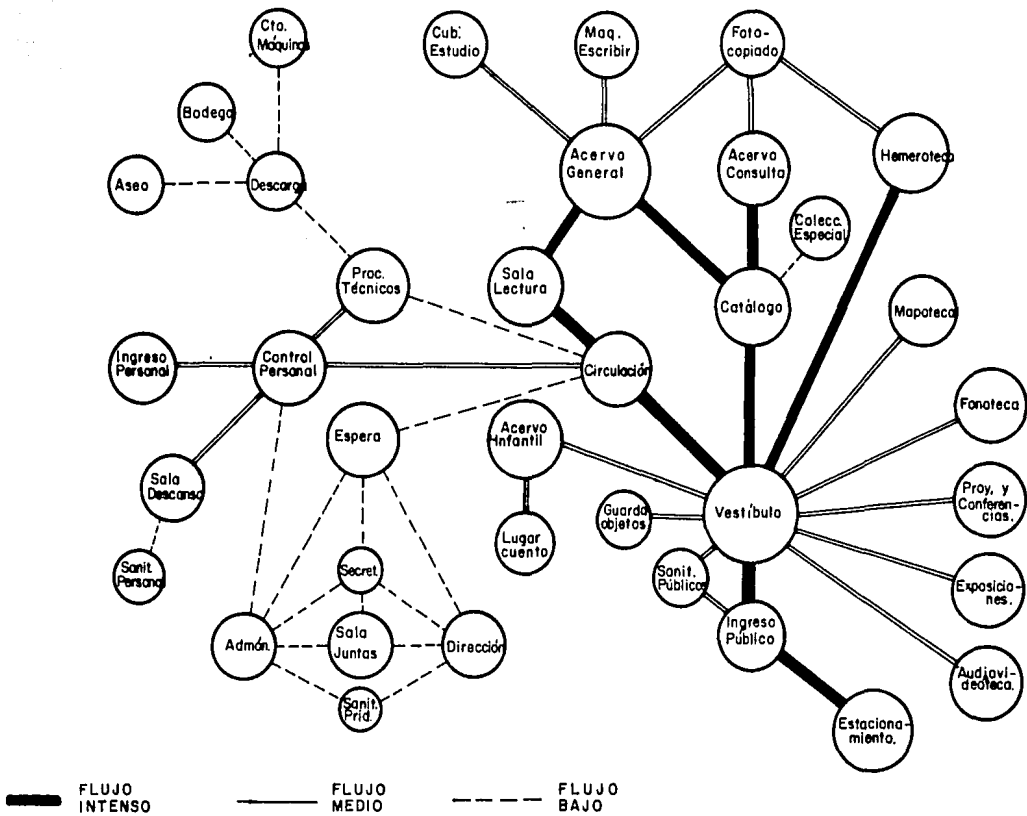 Cto.
Máquinas
Cub.
Estudio
Maq.
Escribir
Foto-
copiado
Bodega
Aseo
Descarga
Acervo
General
Acervo
Consulta
Hemeroteca
Colecc.
Especial
Proc.
Técnicos
Sala
Lectura
Catálogo
Mapoteca
Ingreso
Personal
Control
Personal
Circulación
Espera
Acervo
Infantil
Fonoteca
Sala
Descanso
Guarda
objetos
Vestíbulo
Proy. y
Conferen-
cias.
Lugar
cuento
Sanit.
Personal
Secret.
Sanit.
Públicos
Exposicio-
nes.
Admón.
Sala
Juntas
Dirección
Ingreso
Público
Audiovi-
deoteca.
Sanit.
Prid.
Estaciona-
miento.
FLUJO
INTENSO
FLUJO
MEDIO
FLUJO
BAJO